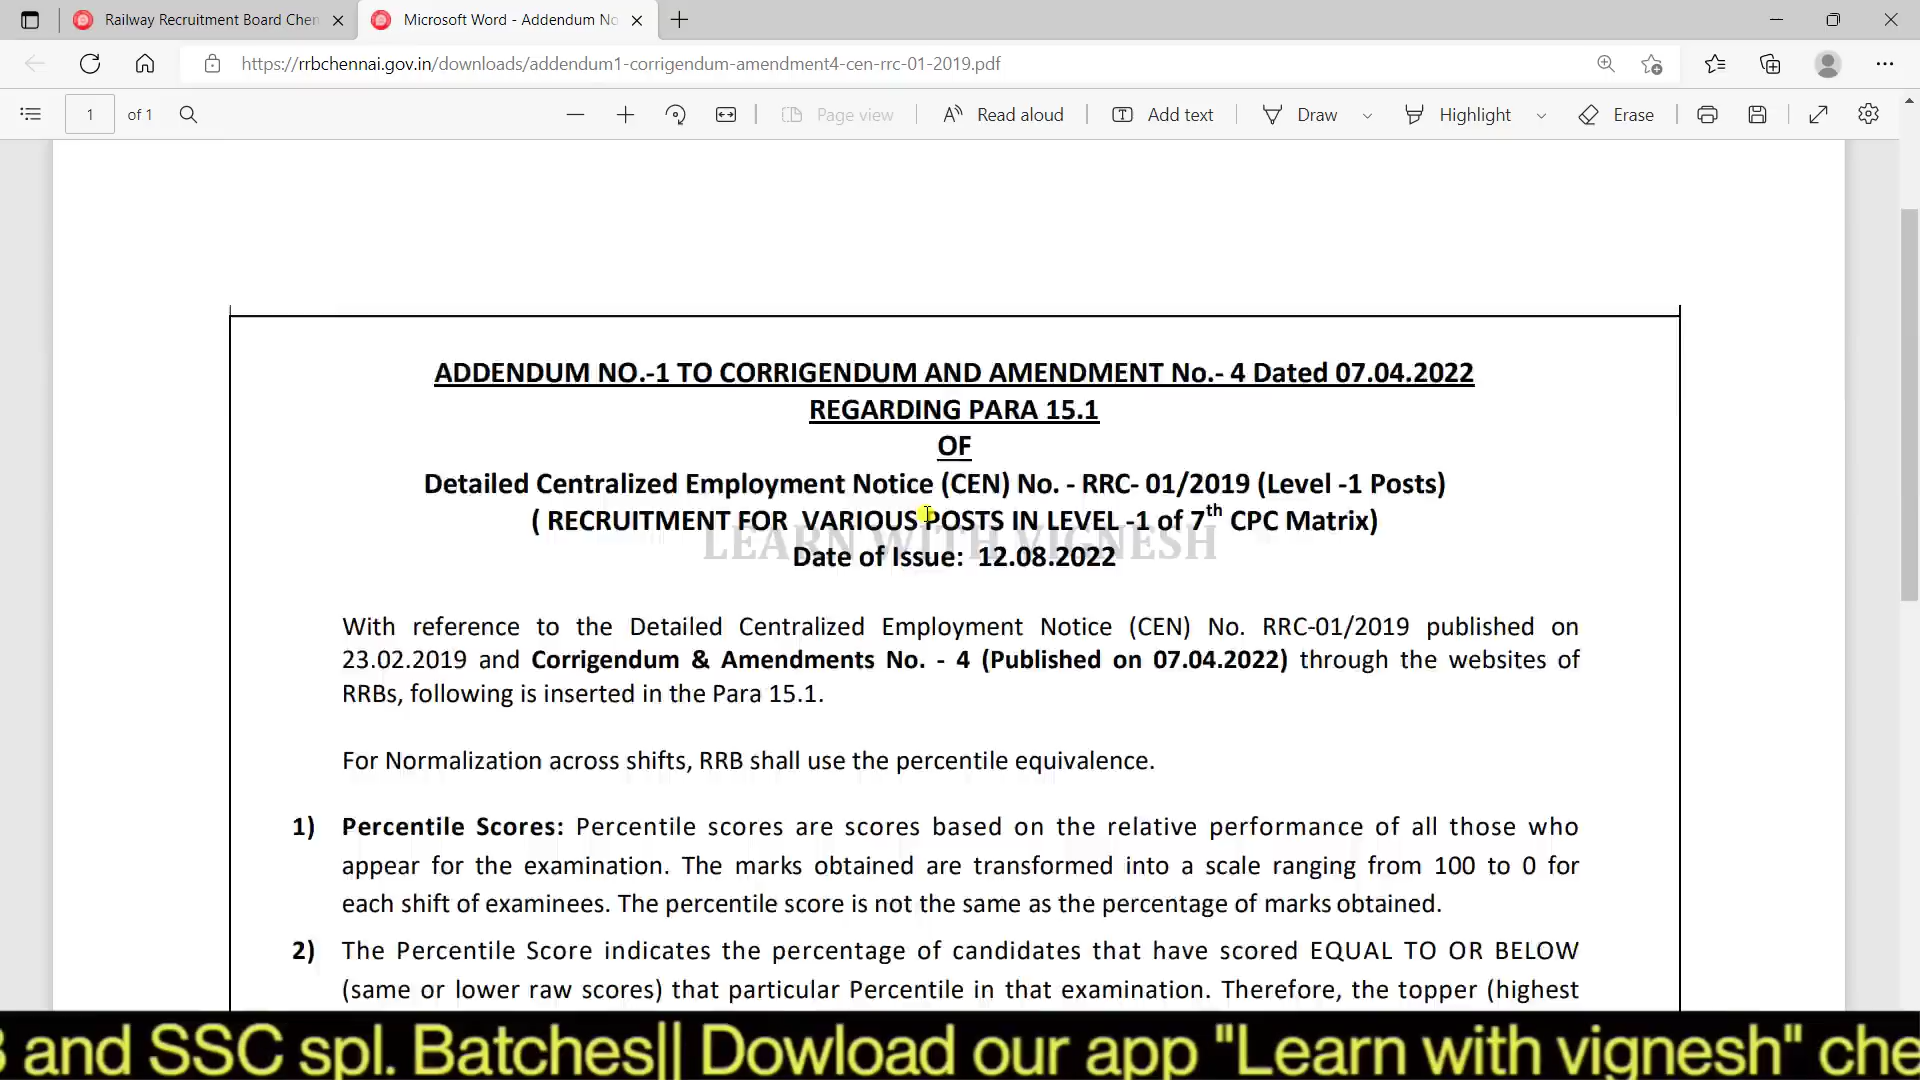 Railway Recruitment Board Chen
Microsoft Word - Addendum No
https://rrbchennai.gov.in/downloads/addendum1-corrigendum-amendment4-cen-rrc-01-2019.pdf
1 of 1
Page view
Read aloud
Add text
Draw
Highlight
Erase
ADDENDUM NO.-1 TO CORRIGENDUM AND AMENDMENT No.- 4 Dated 07.04.2022
REGARDING PARA 15.1
OF
Detailed Centralized Employment Notice (CEN) No. - RRC- 01/2019 (Level -1 Posts)
( RECRUITMENT FOR VARIOUS POSTS IN LEVEL -1 of 7th CPC Matrix)
LEARN WITH VIGNESH
Date of Issue: 12.08.2022
With reference to the Detailed Centralized Employment Notice (CEN) No. RRC-01/2019 published on
23.02.2019 and Corrigendum & Amendments No. - 4 (Published on 07.04.2022) through the websites of
RRBs, following is inserted in the Para 15.1.
For Normalization across shifts, RRB shall use the percentile equivalence.
1) Percentile Scores: Percentile scores are scores based on the relative performance of all those who
appear for the examination. The marks obtained are transformed into a scale ranging from 100 to 0 for
each shift of examinees. The percentile score is not the same as the percentage of marks obtained.
2) The Percentile Score indicates the percentage of candidates that have scored EQUAL TO OR BELOW
(same or lower raw scores) that particular Percentile in that examination. Therefore, the topper (highest
B and SSC spl. Batches|| Dowload our app "Learn with vignesh" che